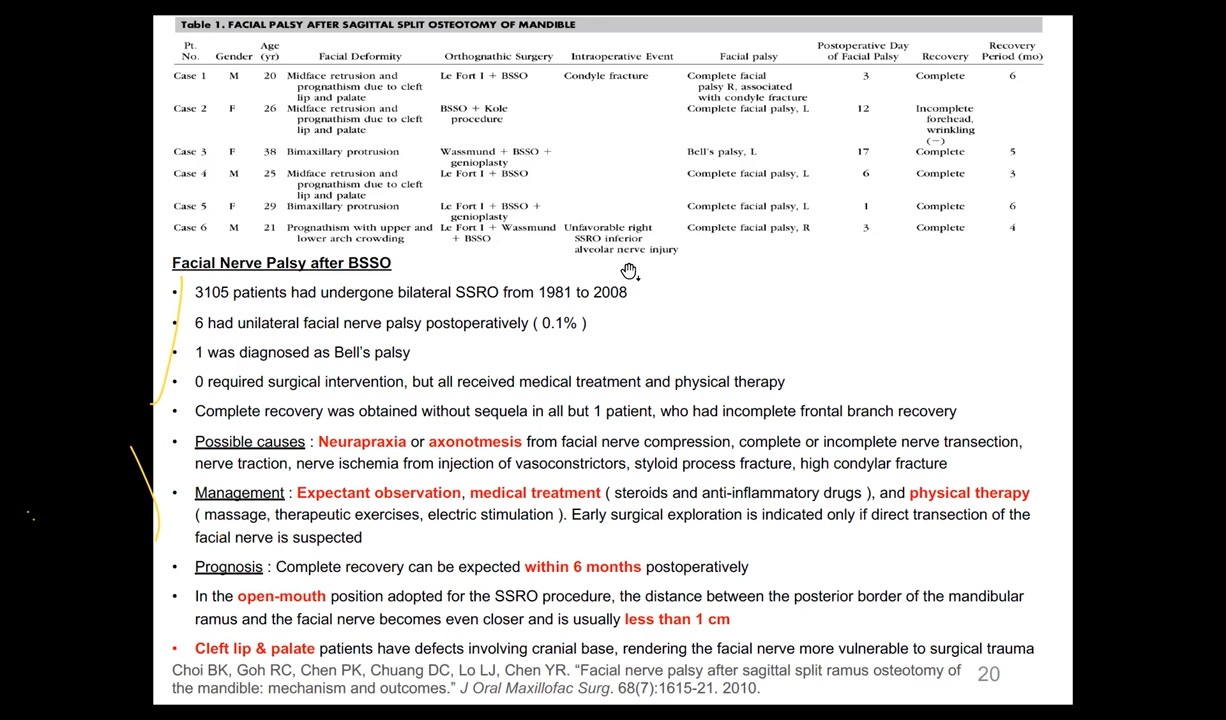 Table 1. FACIAL PALSY AFTER SAGITTAL SPLIT OSTEOTOMY OF MANDIBLE
Pt. No. Gender Age (yr) Facial Deformity Orthognathic Surgery Intraoperative Event Facial palsy Postoperative Day of Facial Palsy Recovery Recovery Period (mo)
Case 1 M 20 Midface retrusion and Le Fort I + BSSO Condyle fracture Complete facial 3 Complete 6
prognathism due to cleft palsy R, associated
lip and palate with condyle fracture
Case 2 F 26 Midface retrusion and BSSO + Kole Complete facial palsy, L 12 Incomplete
prognathism due to cleft procedure forehead,
lip and palate wrinkling
(−)
Case 3 F 38 Bimaxillary protrusion Wassmund + BSSO + Bell's palsy, L 17 Complete 5
genioplasty
Case 4 M 25 Midface retrusion and Le Fort I + BSSO Complete facial palsy, L 6 Complete 3
prognathism due to cleft
lip and palate
Case 5 F 29 Bimaxillary protrusion Le Fort I + BSSO + Complete facial palsy, L 1 Complete 6
genioplasty
Case 6 M 21 Prognathism with upper and Le Fort I + Wassmund Unfavorable right Complete facial palsy, R 3 Complete 4
lower arch crowding + BSSO SSRO inferior
alveolar nerve injury
Facial Nerve Palsy after BSSO
• 3105 patients had undergone bilateral SSRO from 1981 to 2008
• 6 had unilateral facial nerve palsy postoperatively ( 0.1% )
• 1 was diagnosed as Bell's palsy
• 0 required surgical intervention, but all received medical treatment and physical therapy
• Complete recovery was obtained without sequela in all but 1 patient, who had incomplete frontal branch recovery
• Possible causes : Neurapraxia or axonotmesis from facial nerve compression, complete or incomplete nerve transection,
nerve traction, nerve ischemia from injection of vasoconstrictors, styloid process fracture, high condylar fracture
• Management : Expectant observation, medical treatment ( steroids and anti-inflammatory drugs ), and physical therapy
( massage, therapeutic exercises, electric stimulation ). Early surgical exploration is indicated only if direct transection of the
facial nerve is suspected
• Prognosis : Complete recovery can be expected within 6 months postoperatively
• In the open-mouth position adopted for the SSRO procedure, the distance between the posterior border of the mandibular
ramus and the facial nerve becomes even closer and is usually less than 1 cm
• Cleft lip & palate patients have defects involving cranial base, rendering the facial nerve more vulnerable to surgical trauma
Choi BK, Goh RC, Chen PK, Chuang DC, Lo LJ, Chen YR. "Facial nerve palsy after sagittal split ramus osteotomy of
the mandible: mechanism and outcomes." J Oral Maxillofac Surg. 68(7):1615-21. 2010.
20